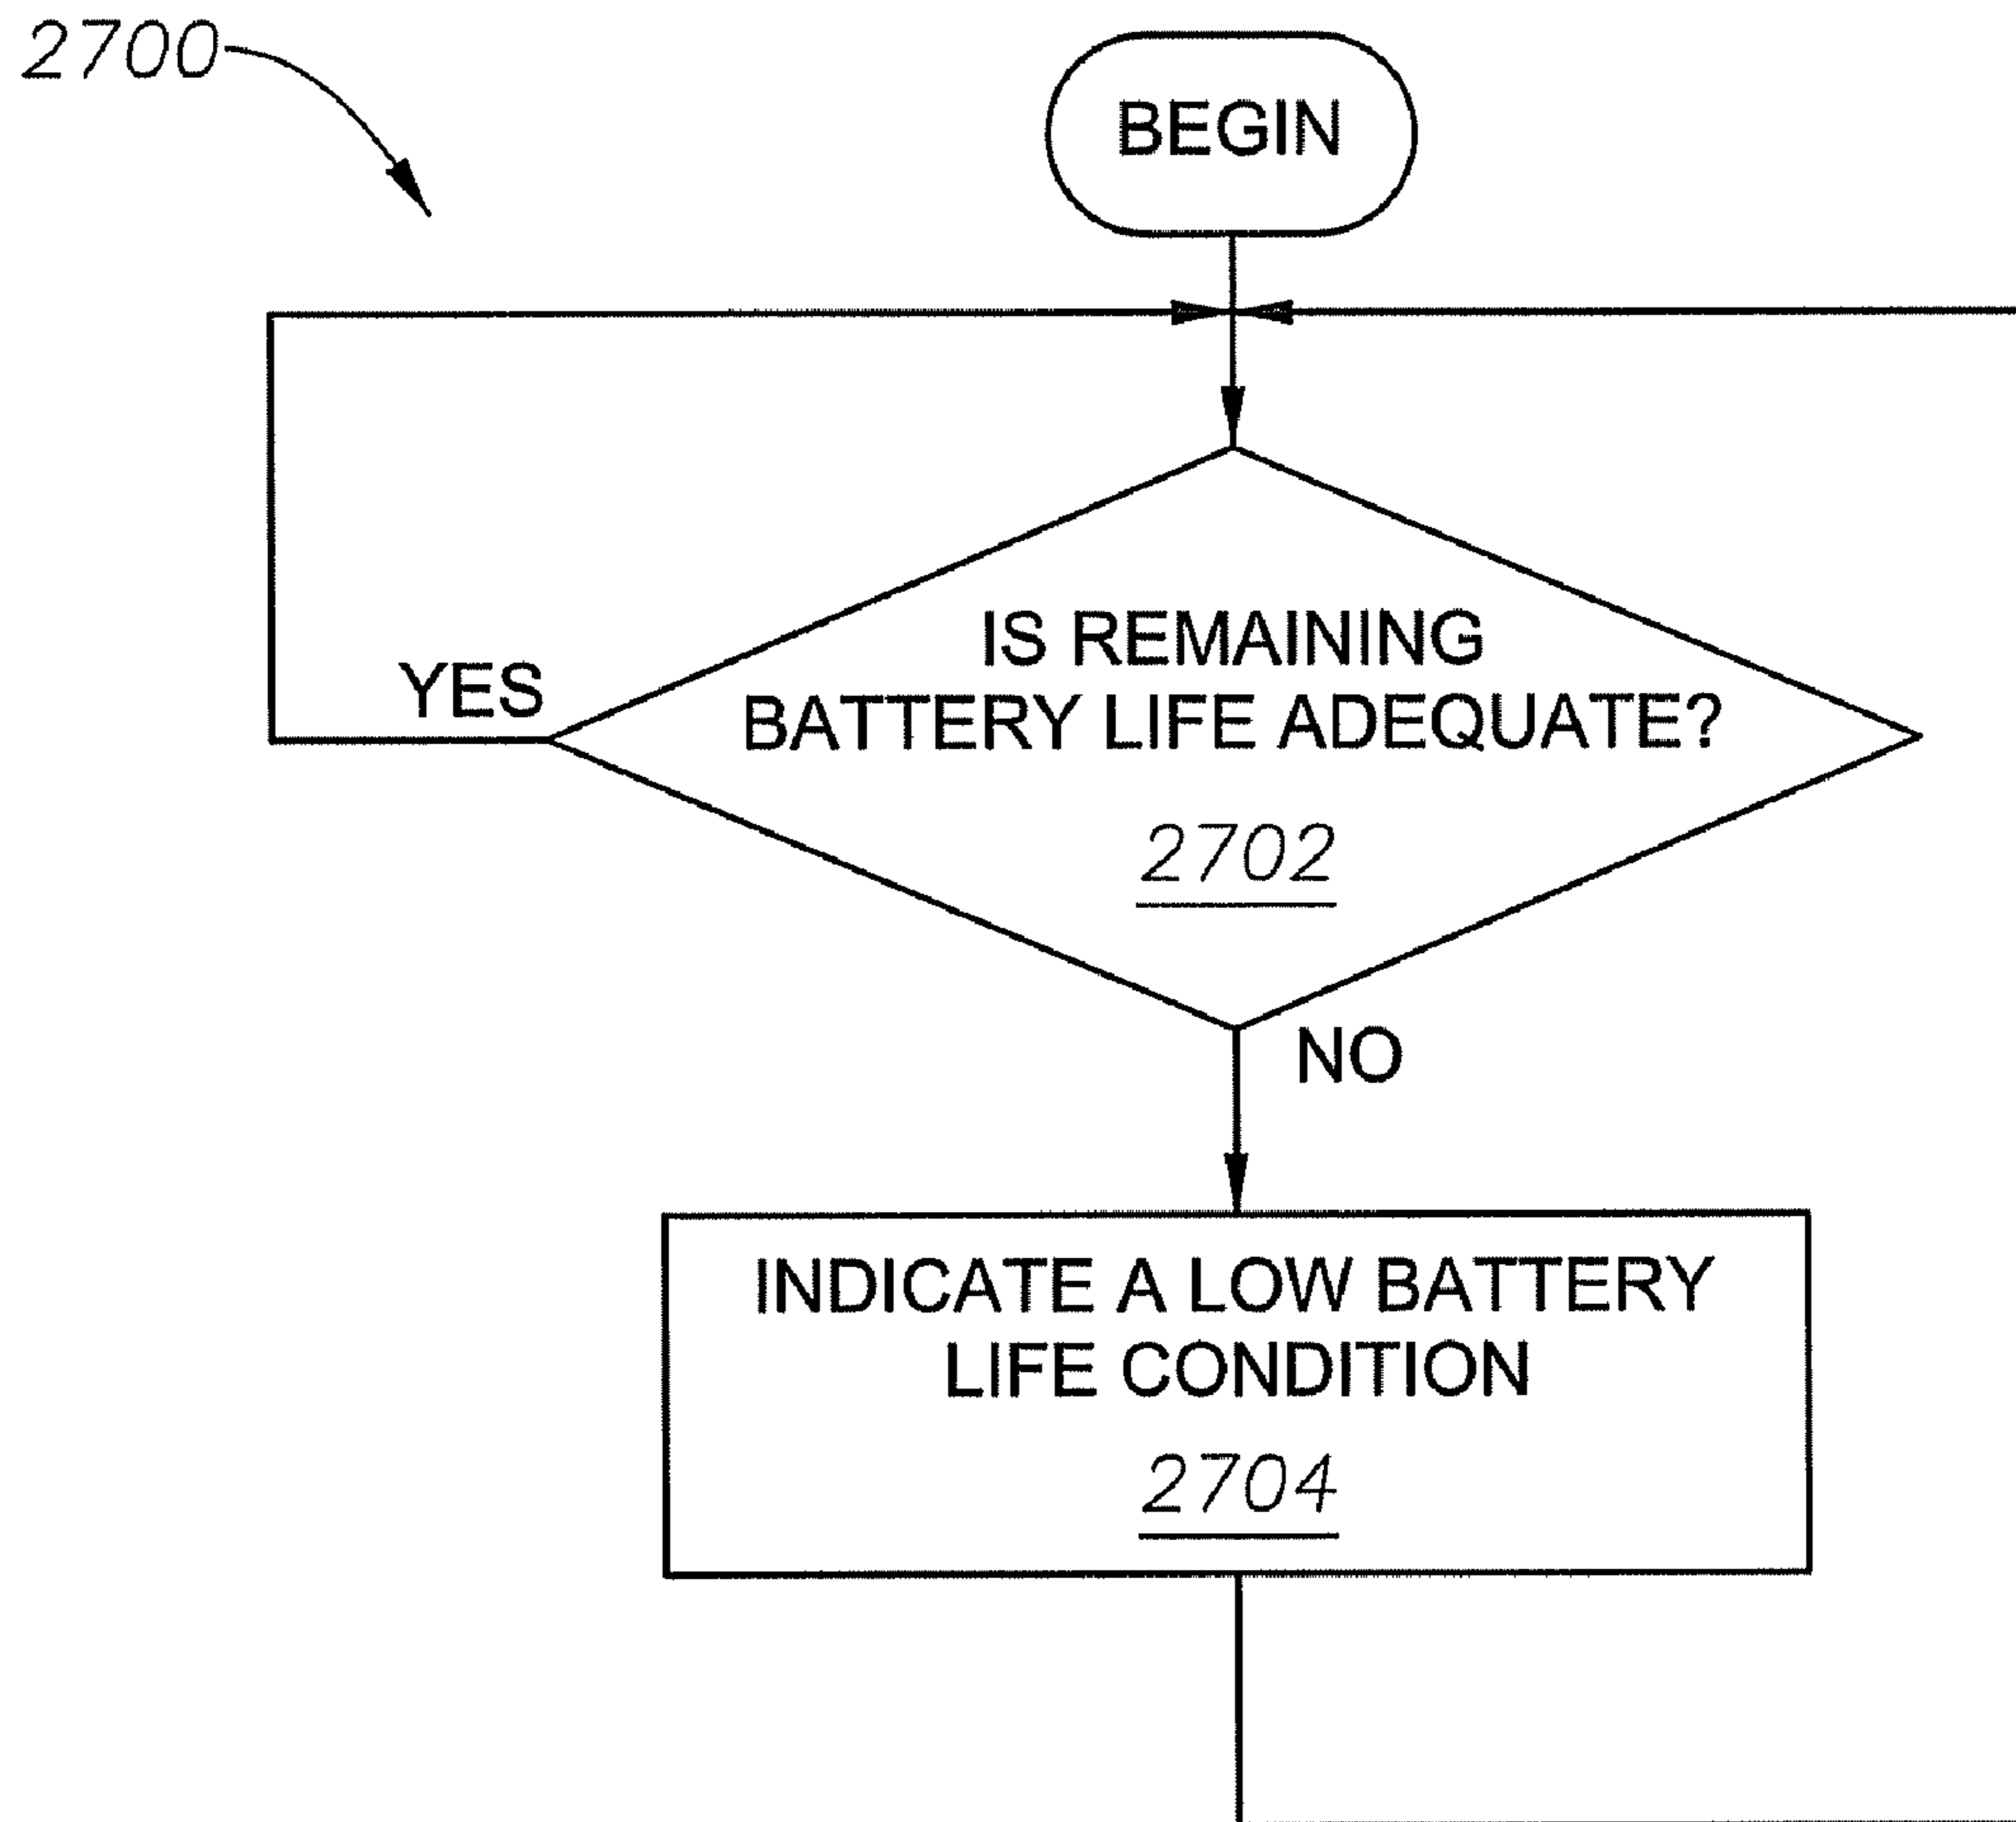 2700
BEGIN
IS REMAINING
BATTERY LIFE ADEQUATE?
2702
YES
NO
INDICATE A LOW BATTERY
LIFE CONDITION
2704